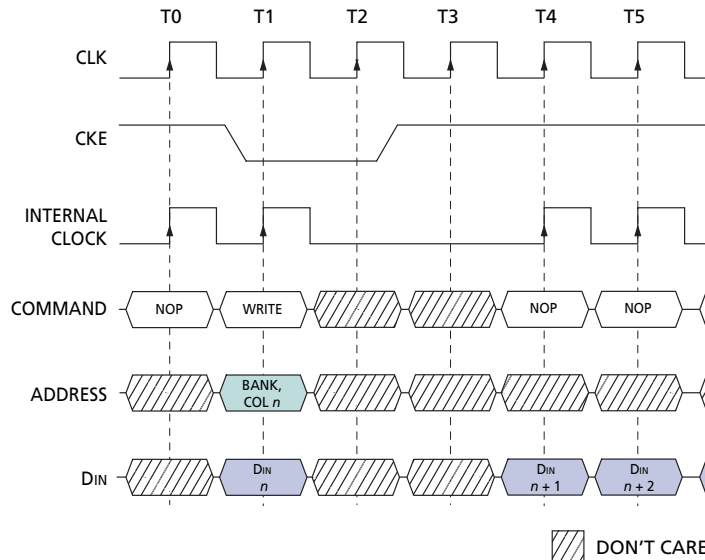 T0 T1 T2 T3 T4 T5
CLK
CKE
INTERNAL
CLOCK
COMMAND NOP WRITE NOP NOP
ADDRESS BANK,
COL n
DIN DIN
n DIN
n + 1 DIN
n + 2
DON'T CARE